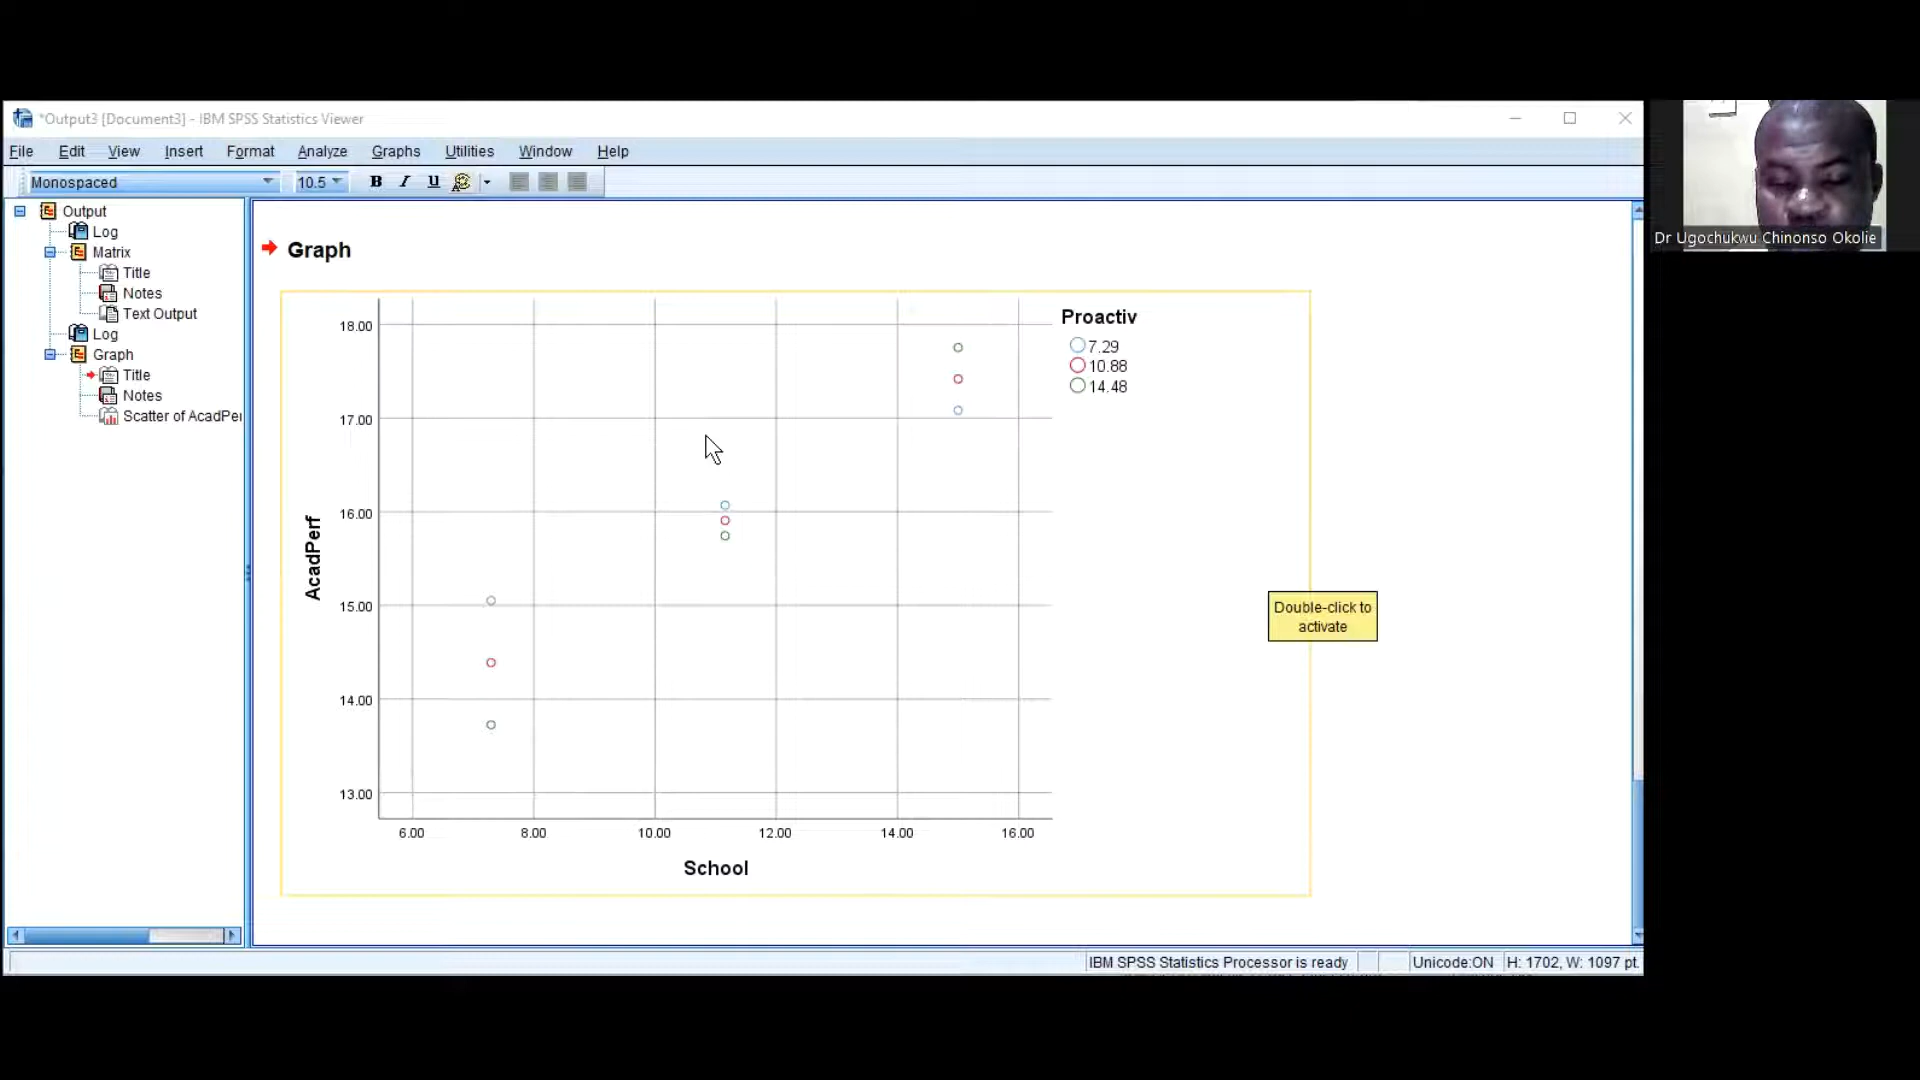 *Output3 [Document3] - IBM SPSS Statistics Viewer
File Edit View Insert Format Analyze Graphs Utilities Window Help
Monospaced 10.5 B I U
Output
Log
Matrix
Title
Notes
Text Output
Log
Graph
Title
Notes
Scatter of AcadPer
Graph
AcadPerf
18.00
17.00
16.00
15.00
14.00
13.00
6.00 8.00 10.00 12.00 14.00 16.00
School
Proactiv
7.29
10.88
14.48
Double-click to
activate
IBM SPSS Statistics Processor is ready Unicode:ON H: 1702, W: 1097 pt.
Dr Ugochukwu Chinonso Okolie